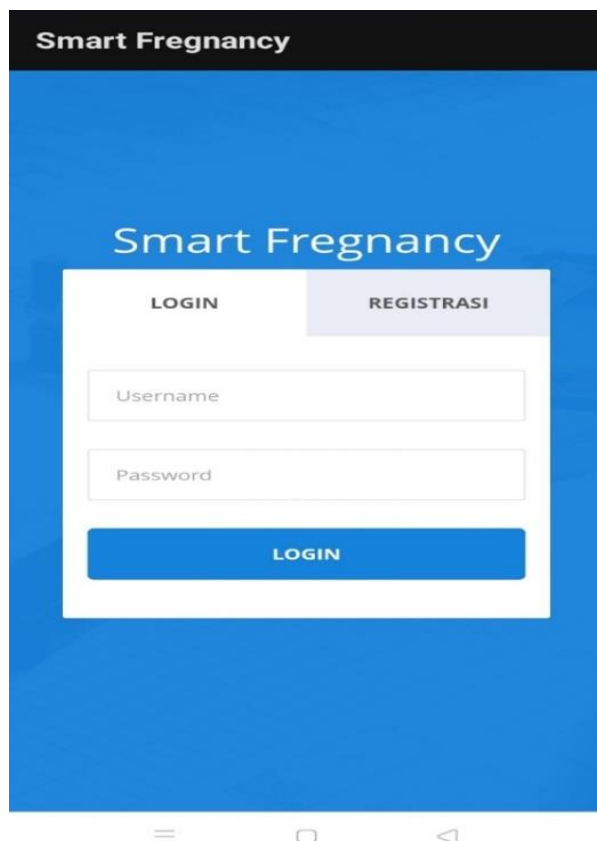 Smart Fregnancy
Smart Fregnancy
LOGIN REGISTRASI
Username
Password
LOGIN